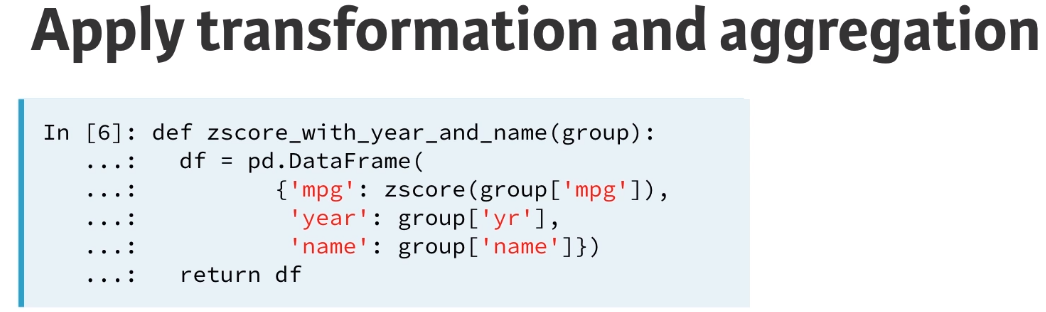 Apply transformation and aggregation
In [6]: def zscore_with_year_and_name(group):
   ...:   df = pd.DataFrame(
   ...:          {'mpg': zscore(group['mpg']),
   ...:           'year': group['yr'],
   ...:           'name': group['name']})
   ...:   return df